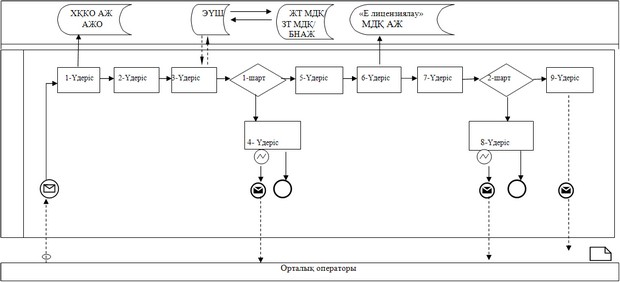 ХҚКО АЖ
АЖО
ЭҮШ
ЖТ МДҚ
ЗТ МДҚ/
БНАЖ
«Е лицензиялау»
МДҚ АЖ
1-Үдеріс
2-Үдеріс
3-Үдеріс
1-шарт
5-Үдеріс
6-Үдеріс
7-Үдеріс
2-шарт
9-Үдеріс
4- Үдеріс
8-Үдеріс
Орталық операторы